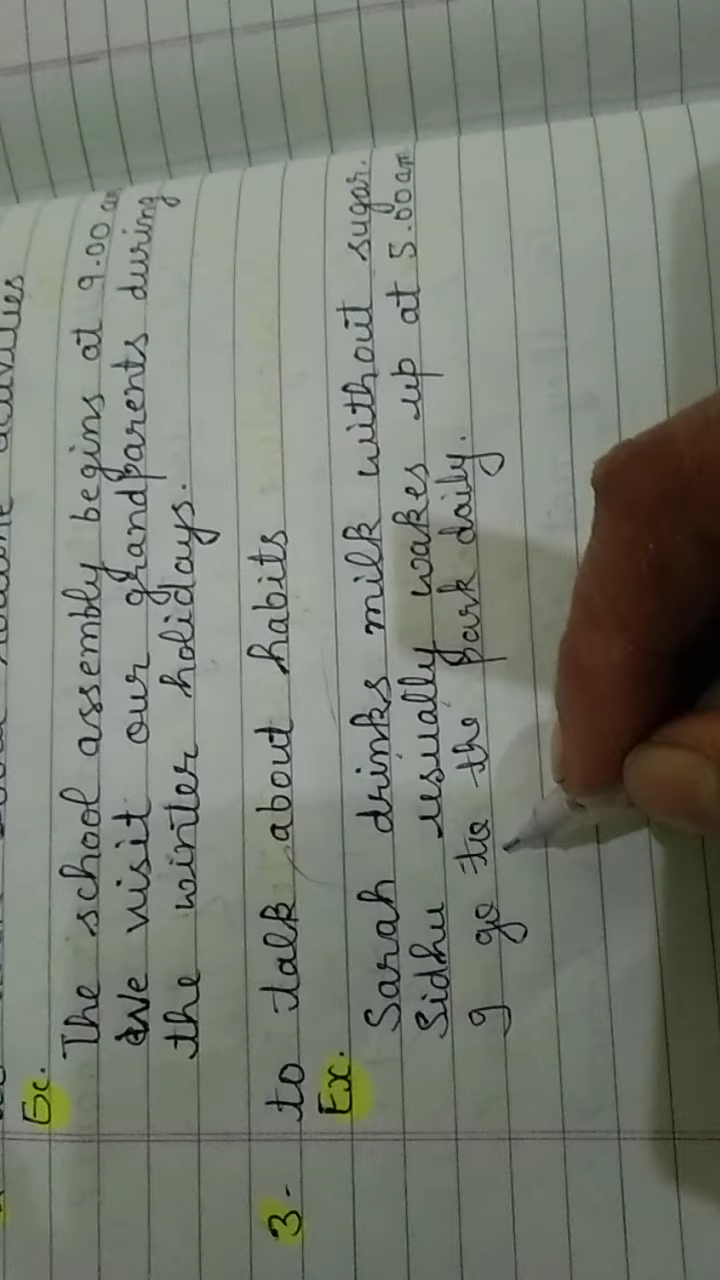 activities
Ex. The school assembly begins at 9.00 am
We visit our grandparents during
the winter holidays.
3- to talk about habits
Ex. Sarah drinks milk without sugar.
Sidhu usually wakes up at 5.00 am
I go to the park daily.